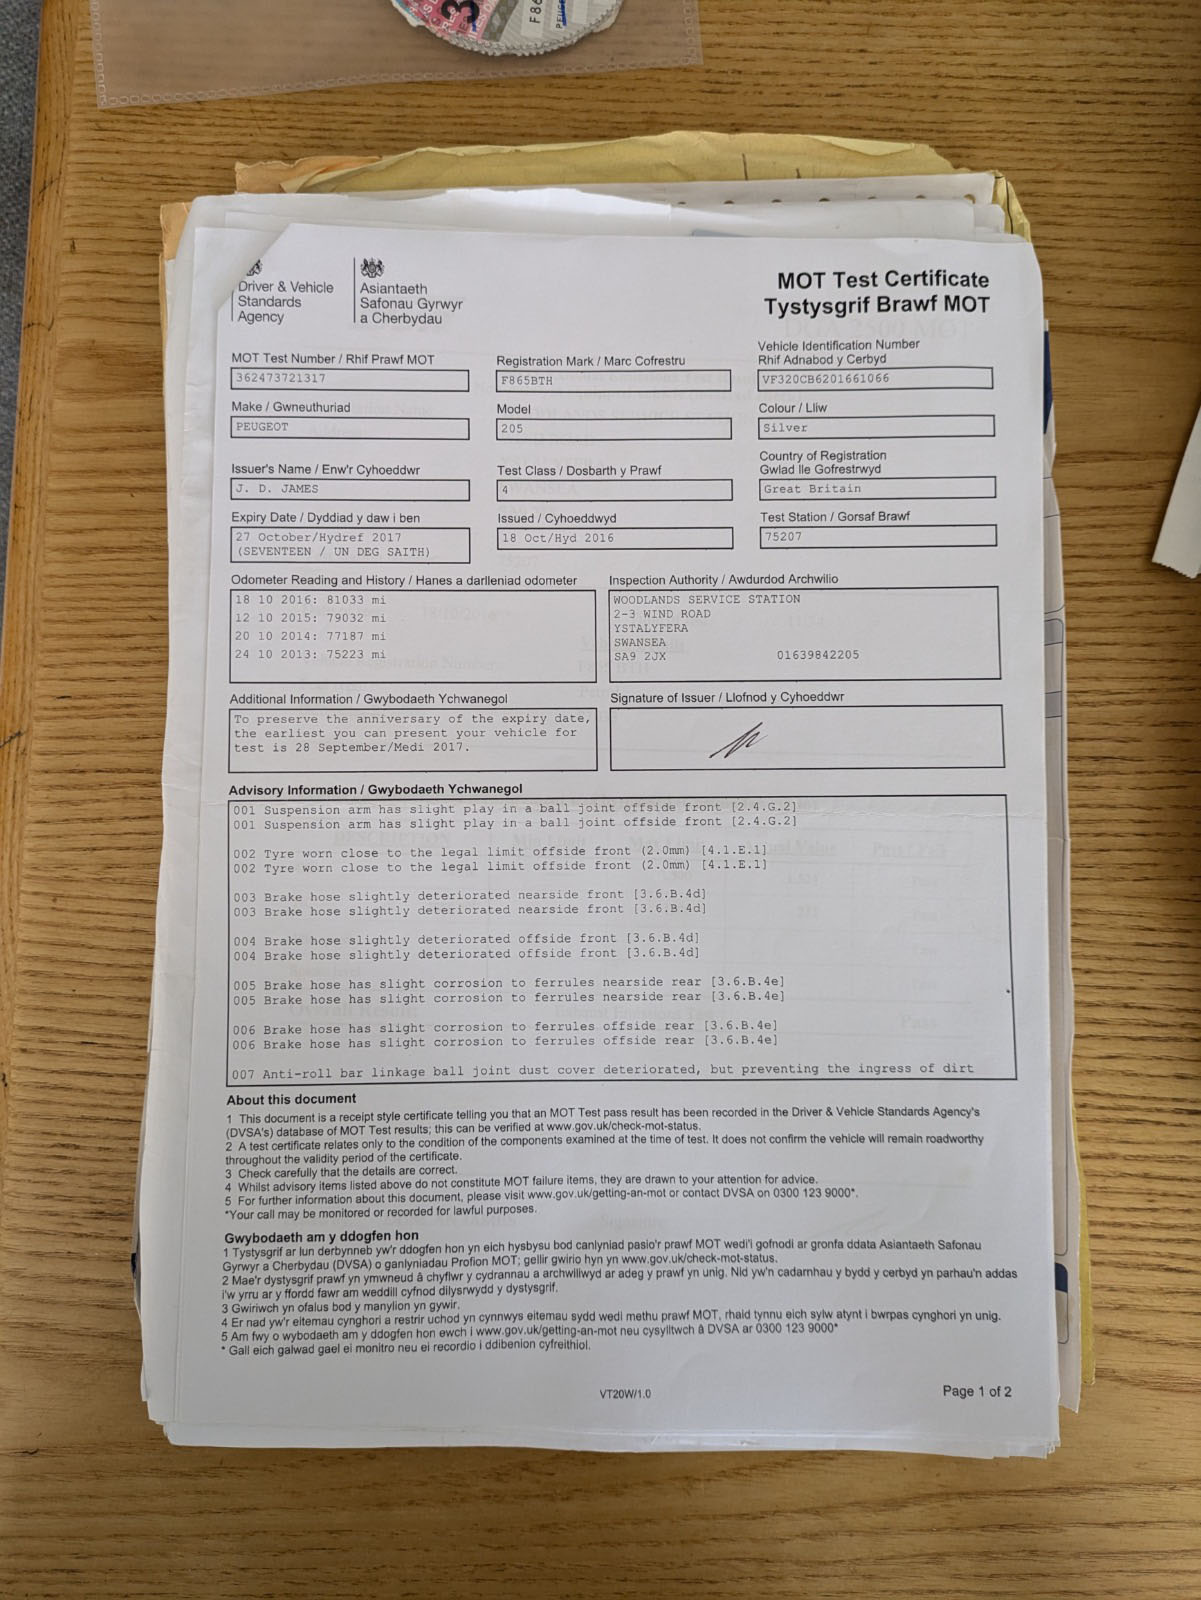 F86
Driver & Vehicle
Standards
Agency
Asiantaeth
Safonau Gyrwyr
a Cherbydau
MOT Test Certificate
Tystysgrif Brawf MOT
MOT Test Number / Rhif Prawf MOT
362473721317
Registration Mark / Marc Cofrestru
F865BTH
Vehicle Identification Number
Rhif Adnabod y Cerbyd
VF320CB6201661066
Make / Gwneuthuriad
PEUGEOT
Model
205
Colour / Lliw
Silver
Issuer's Name / Enw'r Cyhoeddwr
J. D. JAMES
Test Class / Dosbarth y Prawf
4
Country of Registration
Gwlad lle Gofrestrwyd
Great Britain
Expiry Date / Dyddiad y daw i ben
27 October/Hydref 2017
(SEVENTEEN / UN DEG SAITH)
Issued / Cyhoeddwyd
18 Oct/Hyd 2016
Test Station / Gorsaf Brawf
75207
Odometer Reading and History / Hanes a darlleniad odometer
18 10 2016: 81033 mi
12 10 2015: 79032 mi
20 10 2014: 77187 mi
24 10 2013: 75223 mi
Inspection Authority / Awdurdod Archwilio
WOODLANDS SERVICE STATION
2-3 WIND ROAD
YSTALYFERA
SWANSEA
SA9 2JX 01639842205
Additional Information / Gwybodaeth Ychwanegol
To preserve the anniversary of the expiry date,
the earliest you can present your vehicle for
test is 28 September/Medi 2017.
Signature of Issuer / Llofnod y Cyhoeddwr
Advisory Information / Gwybodaeth Ychwanegol
001 Suspension arm has slight play in a ball joint offside front [2.4.G.2]
001 Suspension arm has slight play in a ball joint offside front [2.4.G.2]
002 Tyre worn close to the legal limit offside front (2.0mm) [4.1.E.1]
002 Tyre worn close to the legal limit offside front (2.0mm) [4.1.E.1]
003 Brake hose slightly deteriorated nearside front [3.6.B.4d]
003 Brake hose slightly deteriorated nearside front [3.6.B.4d]
004 Brake hose slightly deteriorated offside front [3.6.B.4d]
004 Brake hose slightly deteriorated offside front [3.6.B.4d]
005 Brake hose has slight corrosion to ferrules nearside rear [3.6.B.4e]
005 Brake hose has slight corrosion to ferrules nearside rear [3.6.B.4e]
006 Brake hose has slight corrosion to ferrules offside rear [3.6.B.4e]
006 Brake hose has slight corrosion to ferrules offside rear [3.6.B.4e]
007 Anti-roll bar linkage ball joint dust cover deteriorated, but preventing the ingress of dirt
About this document
1 This document is a receipt style certificate telling you that an MOT Test pass result has been recorded in the Driver & Vehicle Standards Agency's
(DVSA's) database of MOT Test results; this can be verified at www.gov.uk/check-mot-status.
2 A test certificate relates only to the condition of the components examined at the time of test. It does not confirm the vehicle will remain roadworthy
throughout the validity period of the certificate.
3 Check carefully that the details are correct.
4 Whilst advisory items listed above do not constitute MOT failure items, they are drawn to your attention for advice.
5 For further information about this document, please visit www.gov.uk/getting-an-mot or contact DVSA on 0300 123 9000*.
*Your call may be monitored or recorded for lawful purposes.
Gwybodaeth am y ddogfen hon
1 Tystysgrif ar lun derbynneb yw'r ddogfen hon yn eich hysbysu bod canlyniad pasio'r prawf MOT wedi'i gofnodi ar gronfa ddata Asiantaeth Safonau
Gyrwyr a Cherbydau (DVSA) o ganlyniadau Profion MOT; gellir gwirio hyn yn www.gov.uk/check-mot-status.
2 Mae'r dystysgrif prawf yn ymwneud â chyflwr y cydrannau a archwiliwyd ar adeg y prawf yn unig. Nid yw'n cadarnhau y bydd y cerbyd yn parhau'n addas
i'w yrru ar y ffordd fawr am weddill cyfnod dilysrwydd y dystysgrif.
3 Gwiriwch yn ofalus bod y manylion yn gywir.
4 Er nad yw'r eitemau cynghori a restrir uchod yn cynnwys eitemau sydd wedi methu prawf MOT, rhaid tynnu eich sylw atynt i bwrpas cynghori yn unig.
5 Am fwy o wybodaeth am y ddogfen hon ewch i www.gov.uk/getting-an-mot neu cysylltwch â DVSA ar 0300 123 9000*
* Gall eich galwad gael ei monitro neu ei recordio i ddibenion cyfreithiol.
VT20W/1.0
Page 1 of 2